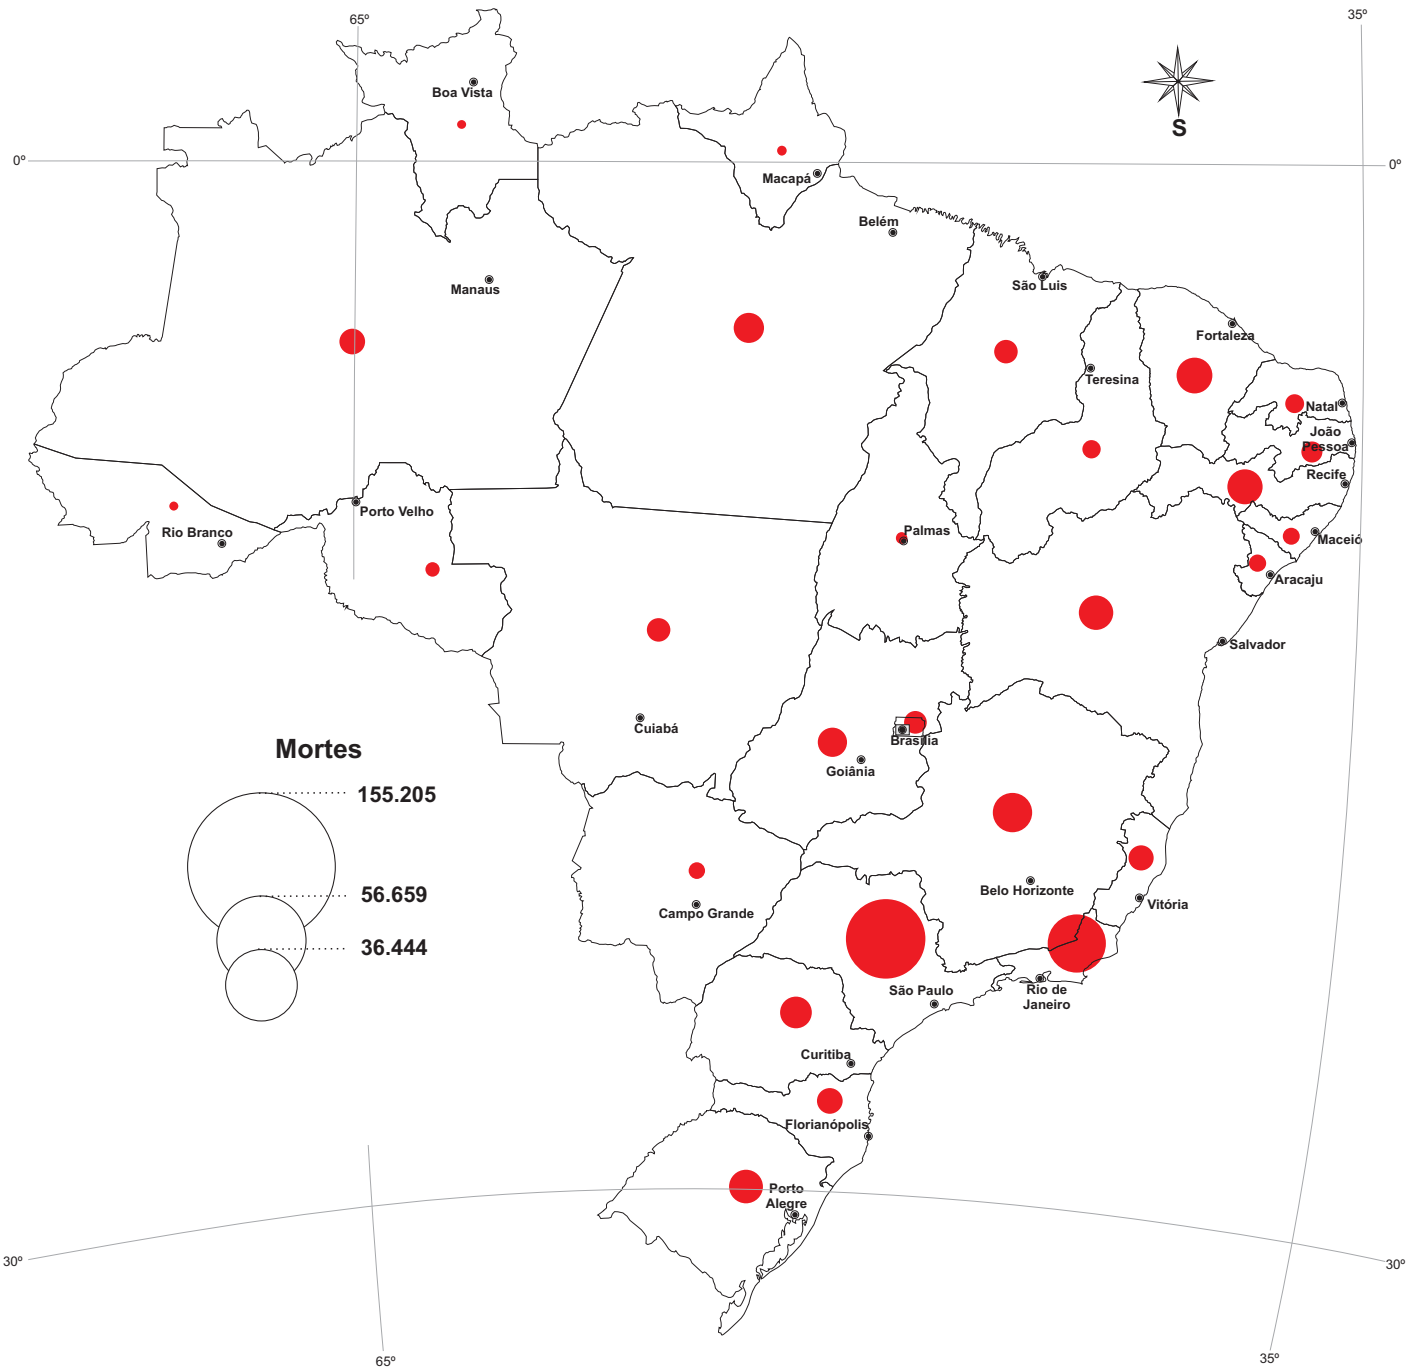 65º
35º
Boa Vista
S
0º
0º
Macapá
Belém
Manaus
São Luis
Fortaleza
Teresina
Natal
João
Pessoa
Recife
Porto Velho
Rio Branco
Palmas
Maceió
Aracaju
Salvador
Cuiabá
Brasília
Goiânia
Mortes
155.205
56.659
36.444
Belo Horizonte
Vitória
Campo Grande
São Paulo
Rio de
Janeiro
Curitiba
Florianópolis
Porto
Alegre
30º
30º
65º
35º